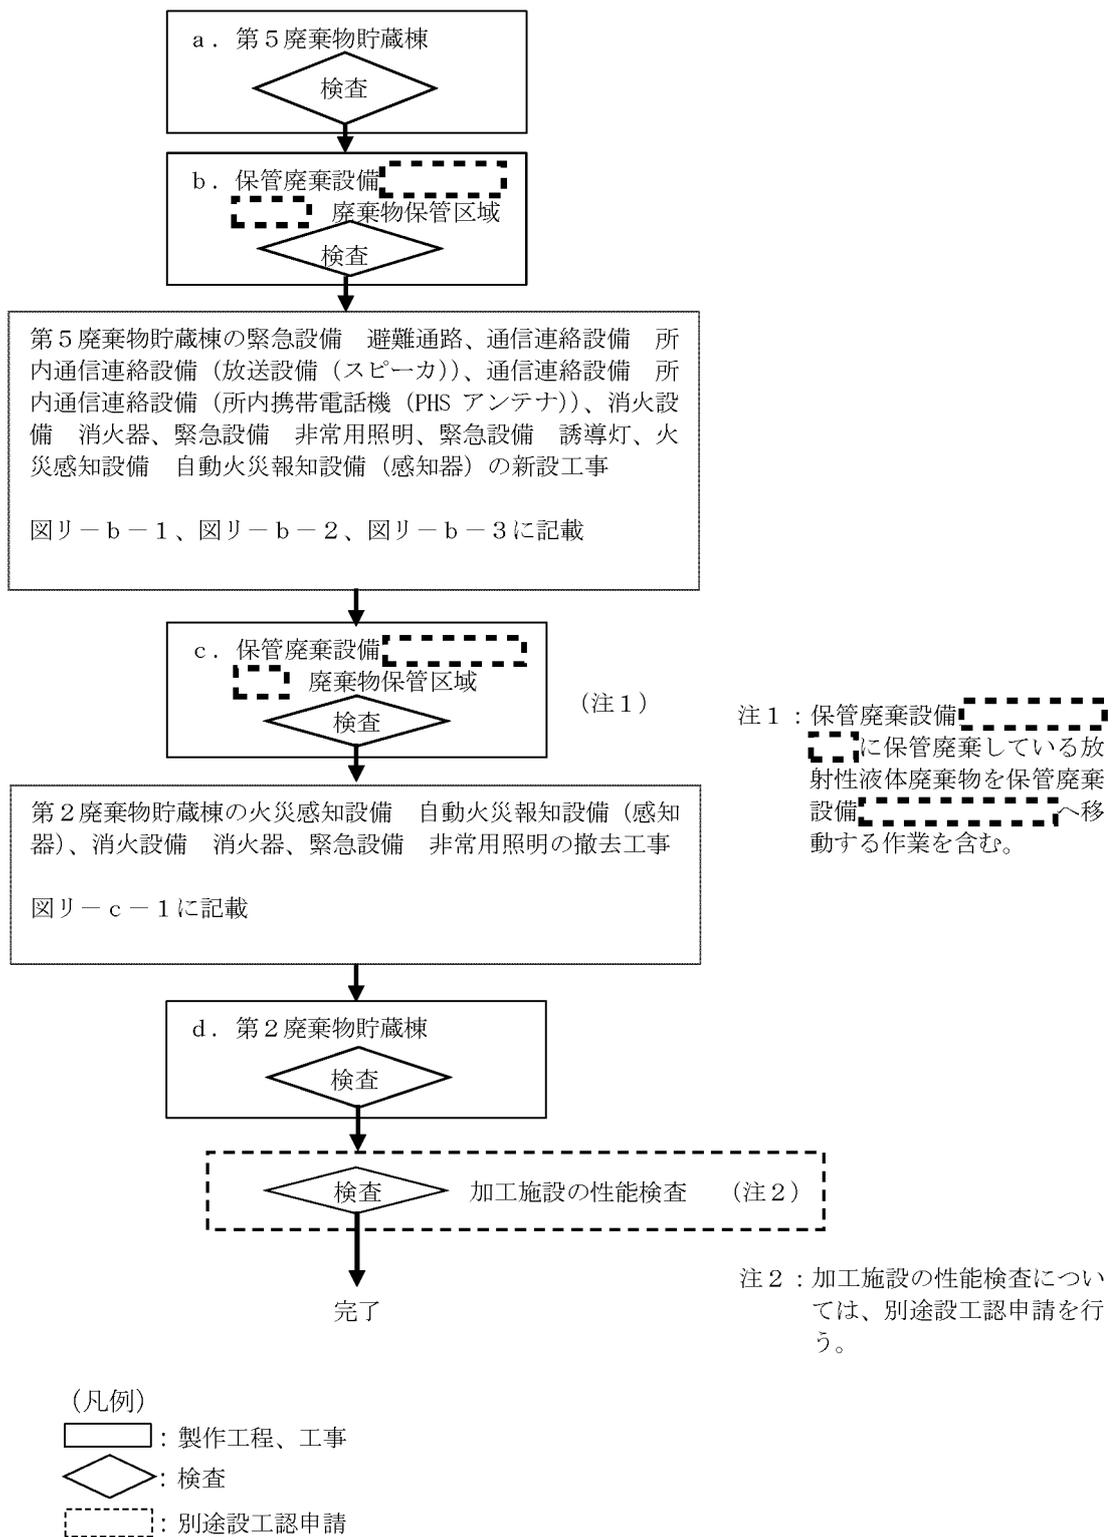 a．第５廃棄物貯蔵棟
検査
b．保管廃棄設備
廃棄物保管区域
検査
第５廃棄物貯蔵棟の緊急設備　避難通路、通信連絡設備　所
内通信連絡設備（放送設備（スピーカ））、通信連絡設備　所
内通信連絡設備（所内携帯電話機（PHS アンテナ））、消火設
備　消火器、緊急設備　非常用照明、緊急設備　誘導灯、火
災感知設備　自動火災報知設備（感知器）の新設工事
図リ－b－１、図リ－b－２、図リ－b－３に記載
c．保管廃棄設備
廃棄物保管区域
検査
（注１）
注１：保管廃棄設備
に保管廃棄している放
射性液体廃棄物を保管廃棄
設備　へ移
動する作業を含む。
第２廃棄物貯蔵棟の火災感知設備　自動火災報知設備（感知
器）、消火設備　消火器、緊急設備　非常用照明の撤去工事
図リ－c－１に記載
d．第２廃棄物貯蔵棟
検査
検査　加工施設の性能検査　（注２）
完了
注２：加工施設の性能検査につい
ては、別途設工認申請を行
う。
（凡例）
：製作工程、工事
：検査
：別途設工認申請